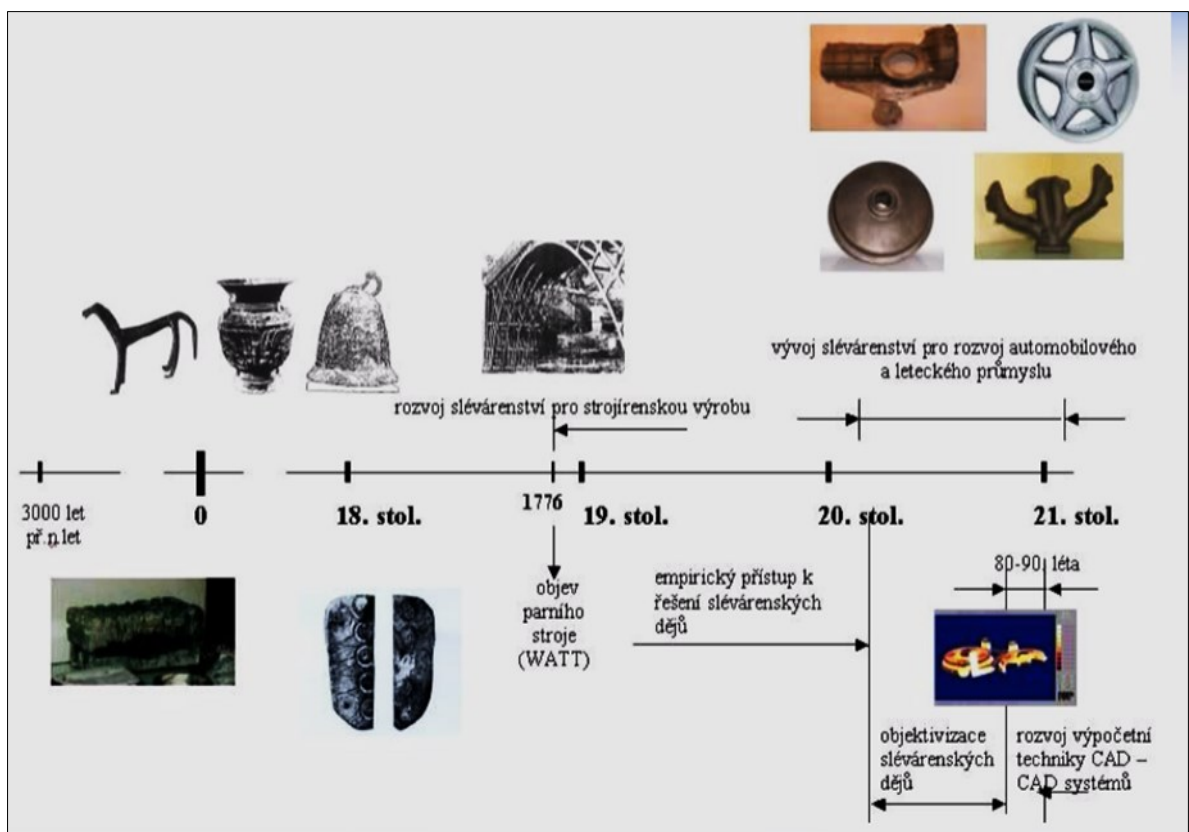 vývoj slévárenství pro rozvoj automobilového
a leteckého průmyslu
rozvoj slévárenství pro strojírenskou výrobu
3000 let
př.n.let
0
18. stol.
1776
19. stol.
20. stol.
21. stol.
objev
parního
stroje
(WATT)
empirický přístup k
řešení slévárenských
dějů
80-90. léta
objektivizace
slévárenských
dějů
rozvoj výpočetní
techniky CAD –
CAD systémů